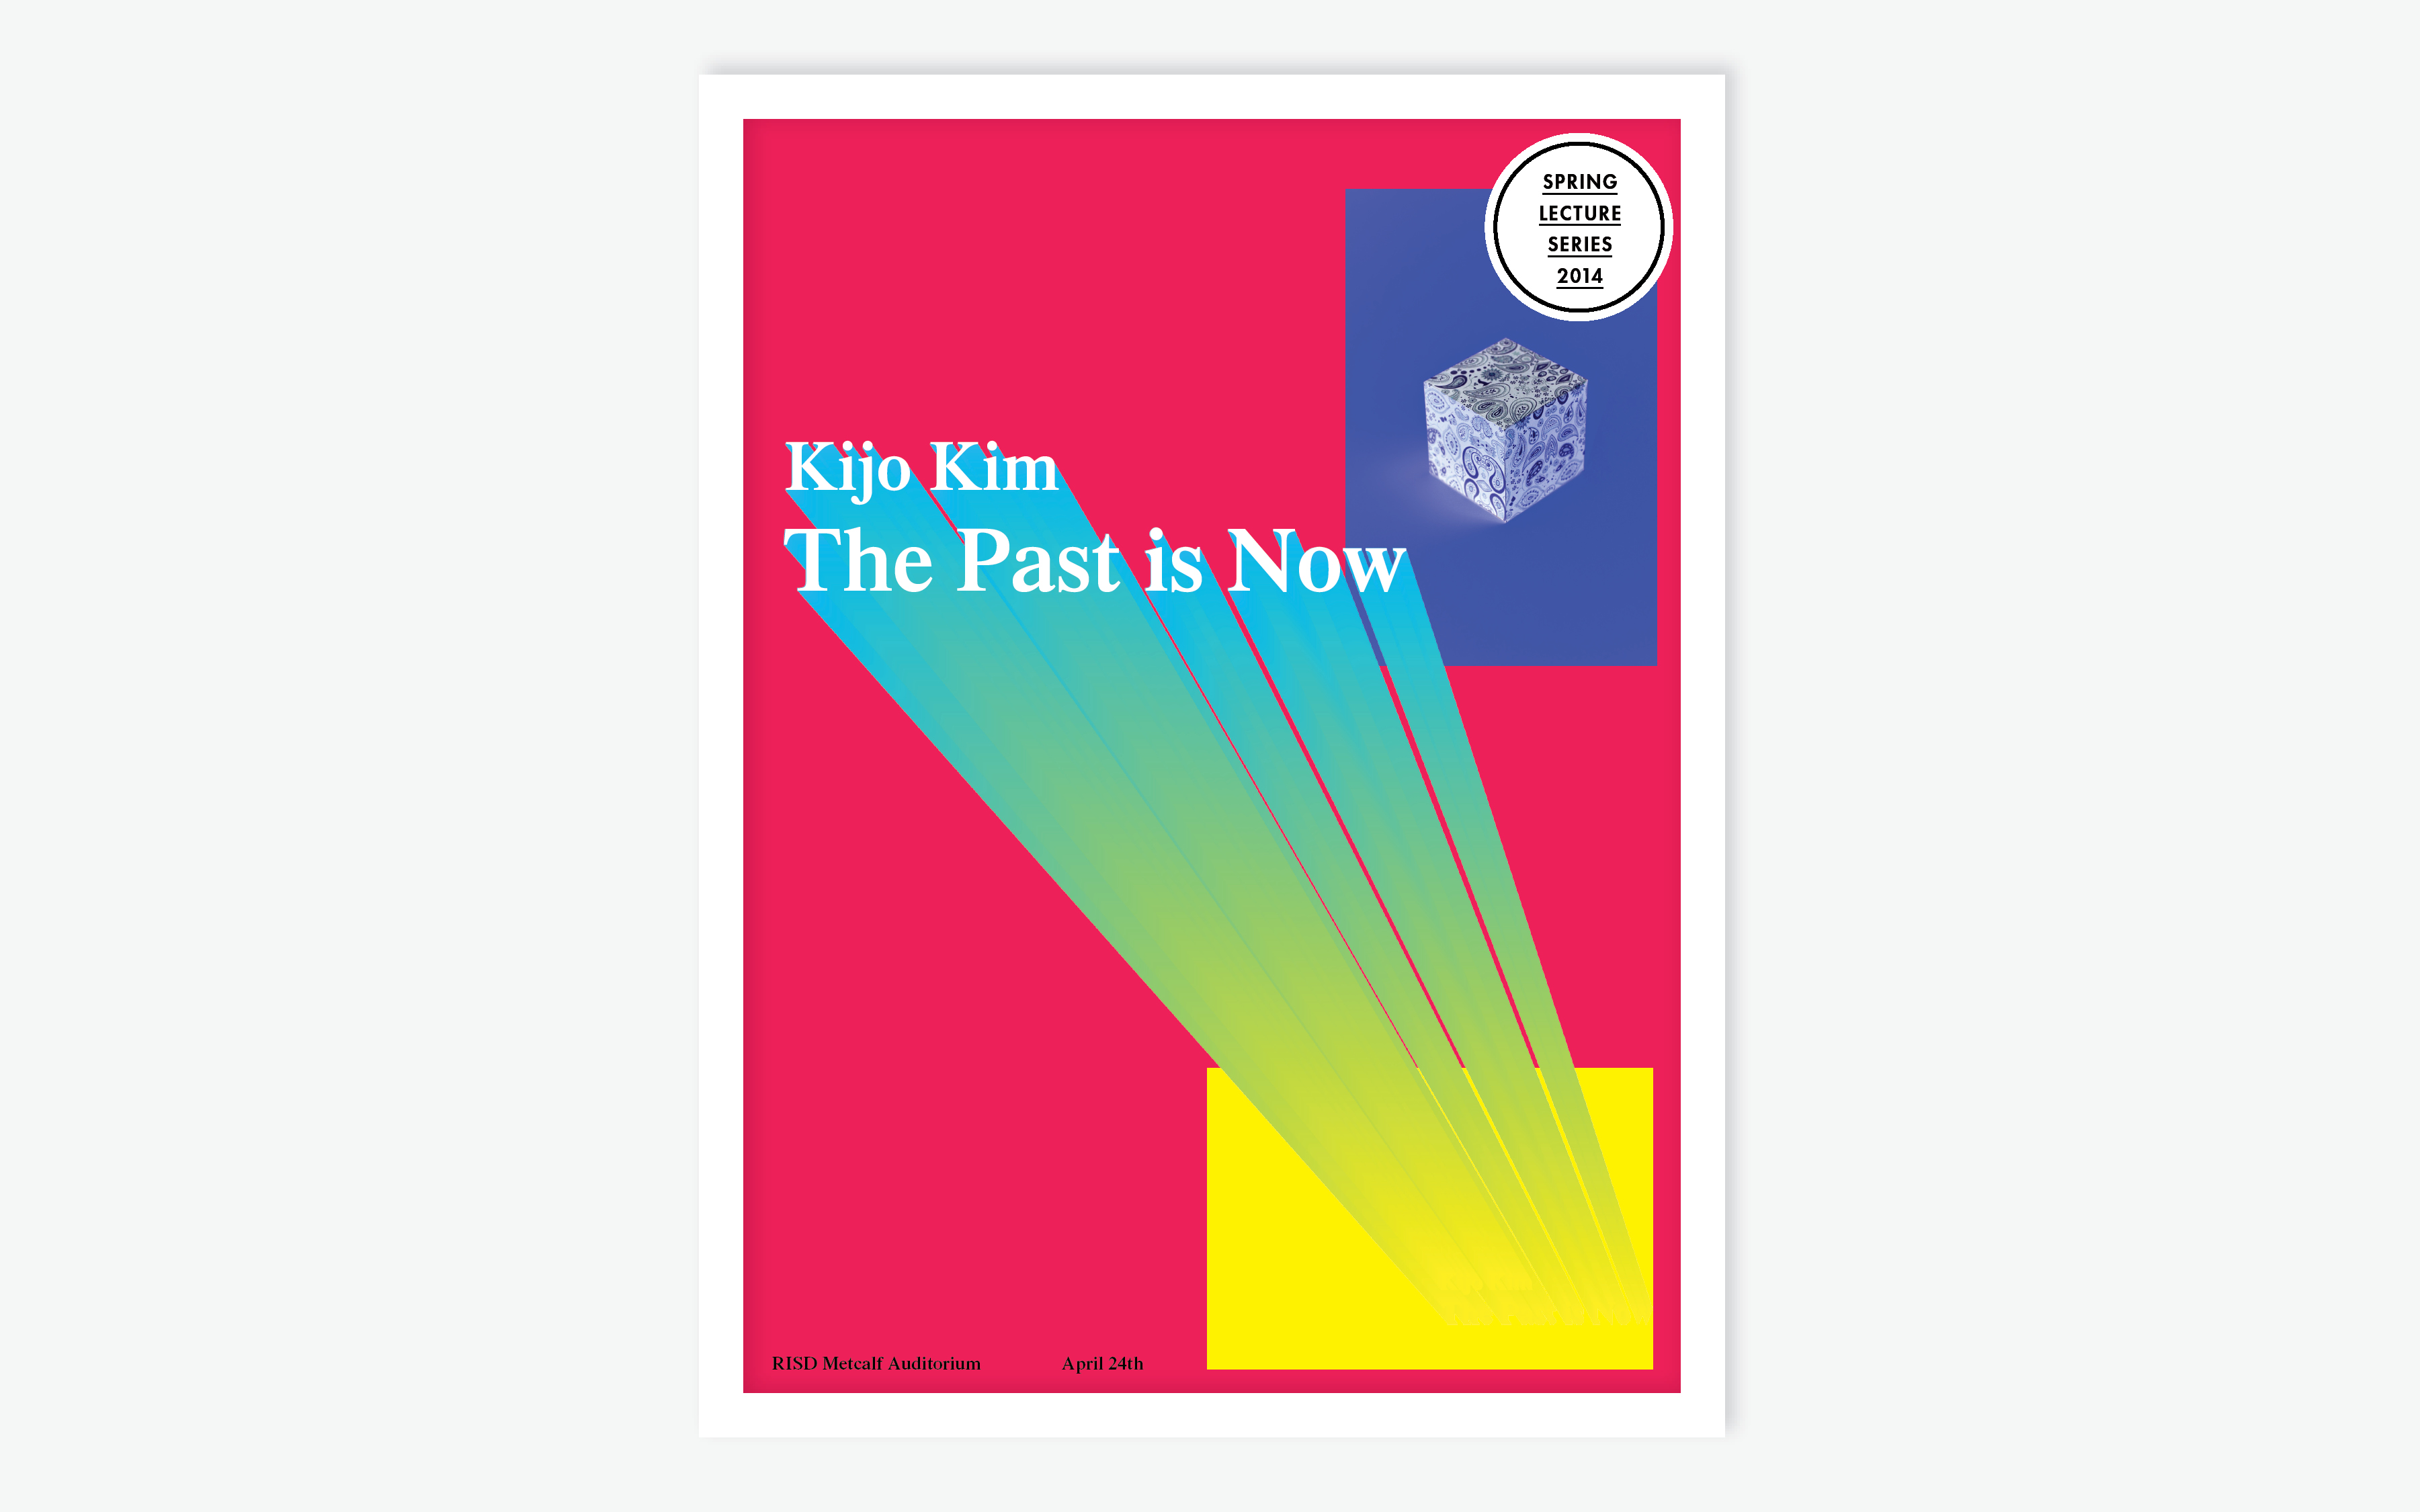 SPRING
LECTURE
SERIES
2014
Kijo Kim
The Past is Now
RISD Metcalf Auditorium
April 24th